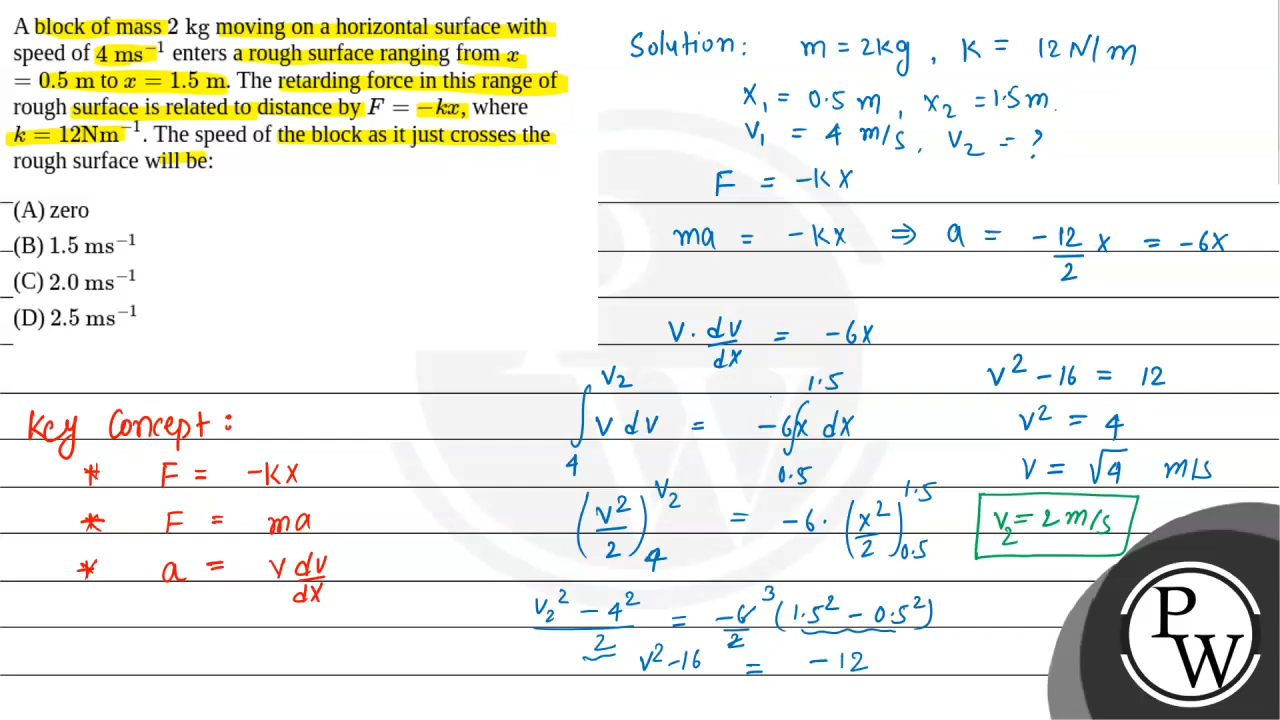 A block of mass 2 kg moving on a horizontal surface with
speed of 4 ms⁻¹ enters a rough surface ranging from x
= 0.5 m to x = 1.5 m. The retarding force in this range of
rough surface is related to distance by F = −kx, where
k = 12Nm⁻¹. The speed of the block as it just crosses the
rough surface will be:
(A) zero
(B) 1.5 ms⁻¹
(C) 2.0 ms⁻¹
(D) 2.5 ms⁻¹
Key Concept:
* F = -kx
* F = ma
* a = v dv/dx
Solution: m = 2kg, K = 12 N/m
x₁ = 0.5 m, x₂ = 1.5 m.
v₁ = 4 m/s, v₂ = ?
F = -kx
ma = -kx ⇒ a = -12/2 x = -6x
v · dv/dx = -6x
∫₄^v₂ v dv = -6∫₀.₅^1.5 x dx
(v²/2)₄^v₂ = -6 · (x²/2)₀.₅^1.5
v₂² - 4²/2 = -6/2 ³ (1.5² - 0.5²)
v² - 16 = -12
v² - 16 = 12
v² = 4
v = √4 m/s
v₂ = 2 m/s
P
W